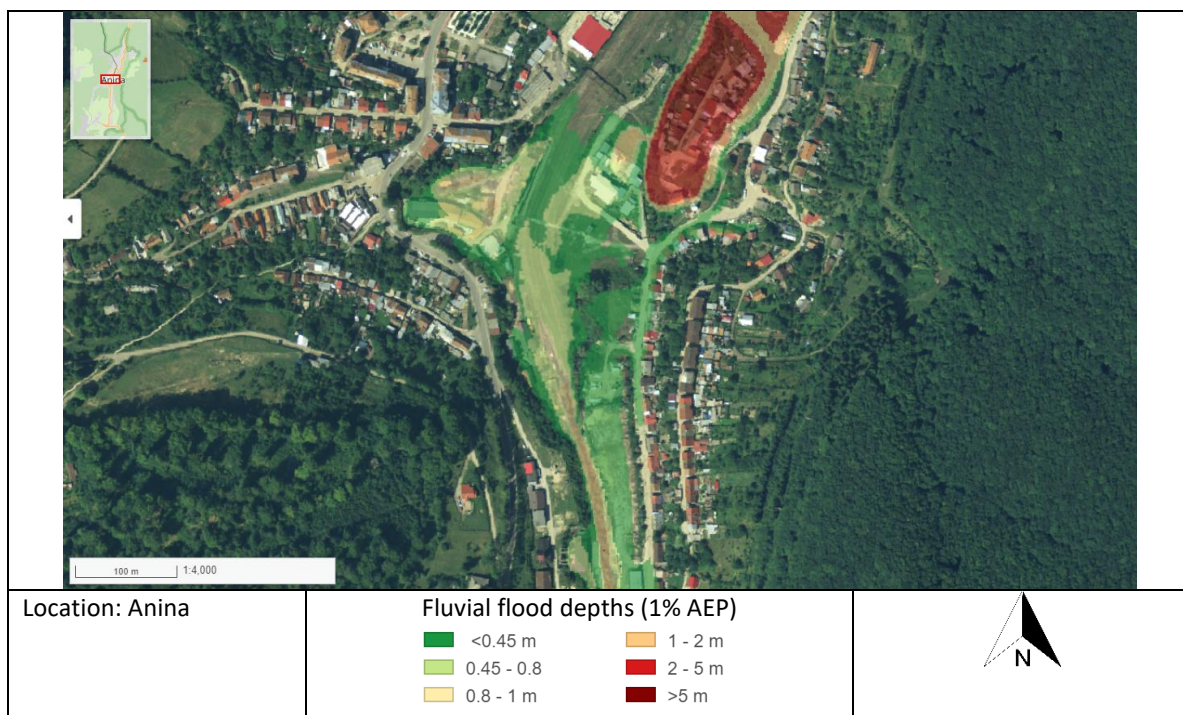 Anina
100 m
1:4,000
Location: Anina
Fluvial flood depths (1% AEP)
<0.45 m
1 - 2 m
0.45 - 0.8
2 - 5 m
0.8 - 1 m
>5 m
N